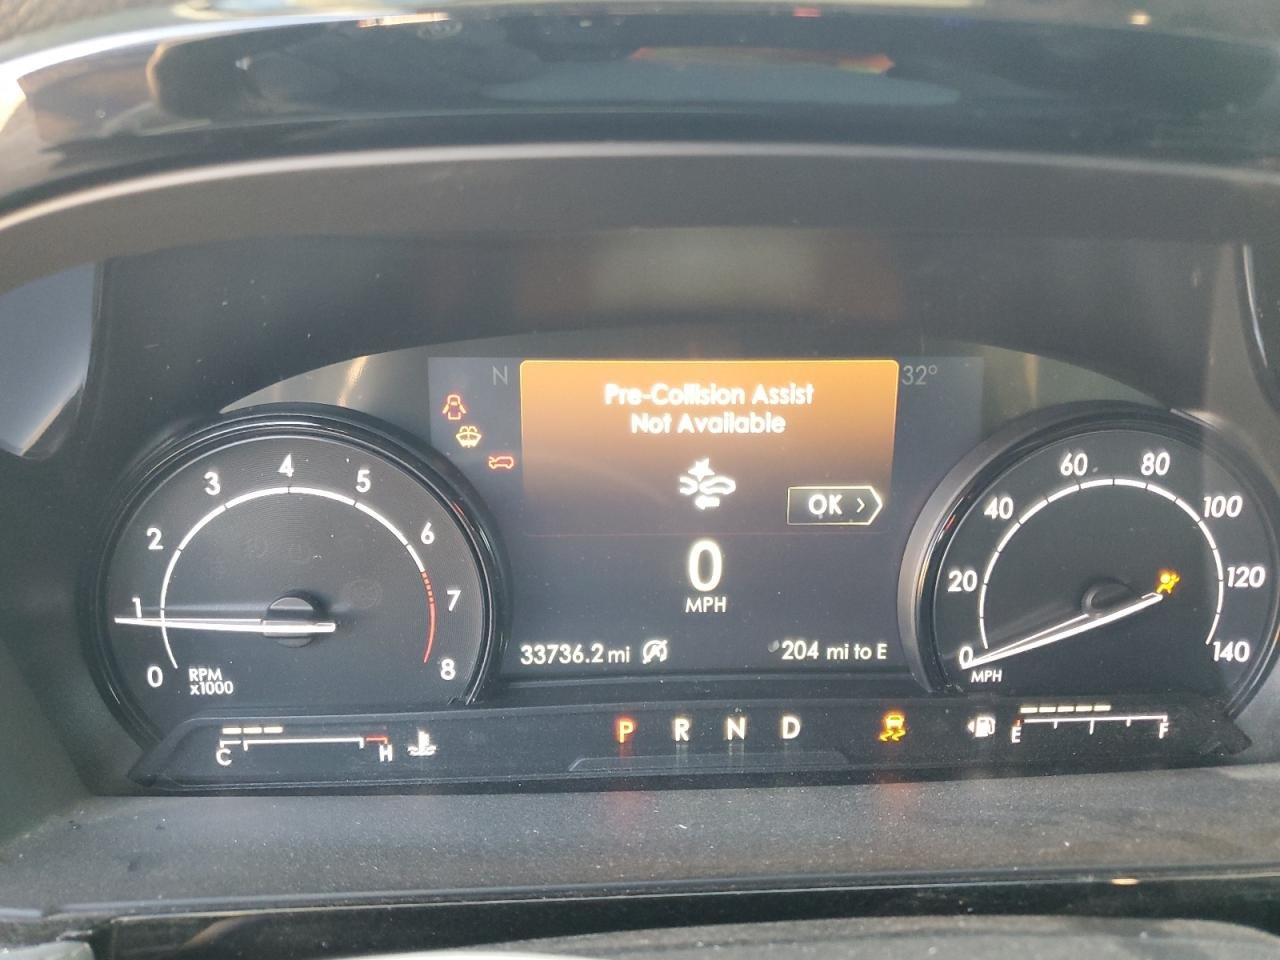 N
32°
Pre-Collision Assist
Not Available
OK
0
MPH
33736.2 mi
204 mi to E
0 1 2 3 4 5 6 7 8
RPM
x1000
0 20 40 60 80 100 120 140
MPH
C H
P R N D
E F